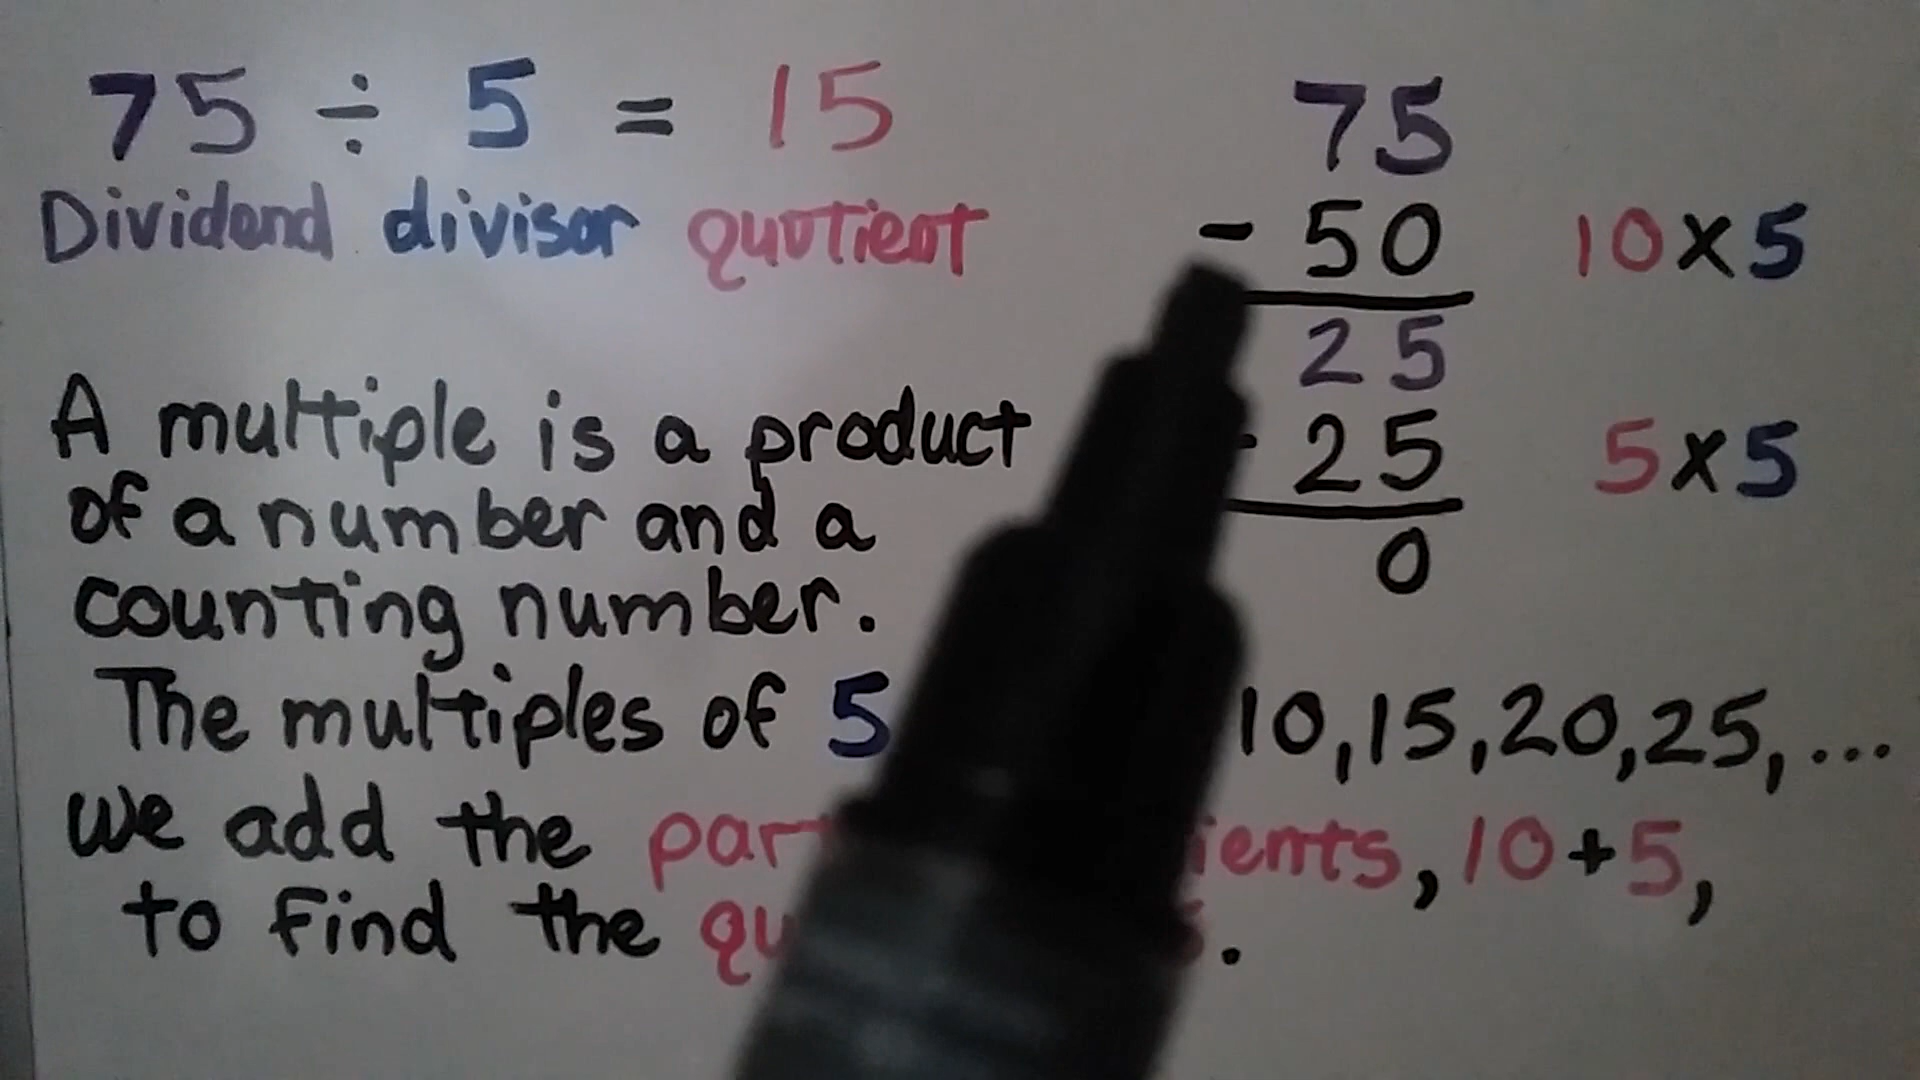 75 ÷ 5 = 15
Dividend divisor quotient
75
- 50 10x5
25
- 25 5x5
0
A multiple is a product
of a number and a
counting number.
The multiples of 5 10,15,20,25,...
we add the 10+5,
to find the